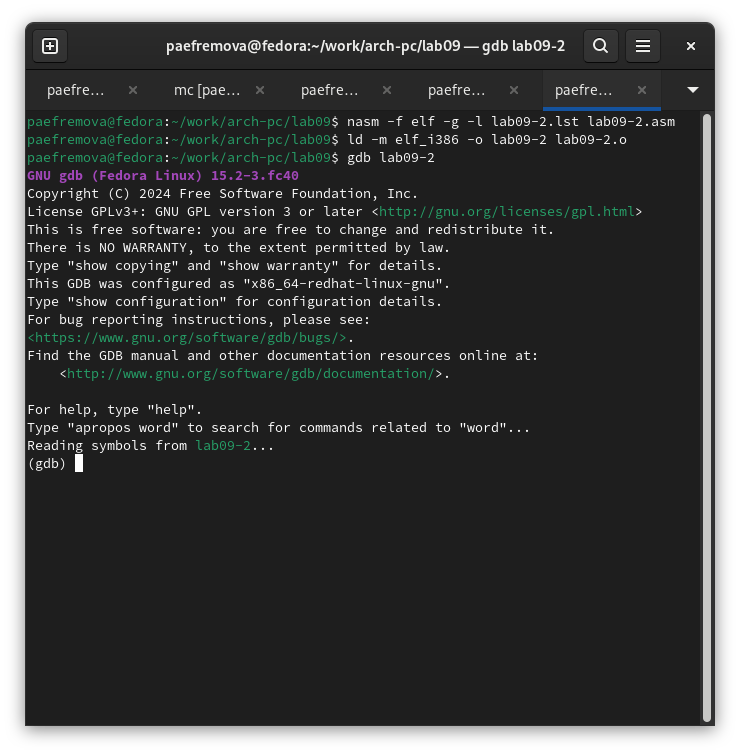 paefremova@fedora:~/work/arch-pc/lab09 — gdb lab09-2
paefre… mc [pae… paefre… paefre… paefre…
paefremova@fedora:~/work/arch-pc/lab09$ nasm -f elf -g -l lab09-2.lst lab09-2.asm
paefremova@fedora:~/work/arch-pc/lab09$ ld -m elf_i386 -o lab09-2 lab09-2.o
paefremova@fedora:~/work/arch-pc/lab09$ gdb lab09-2
GNU gdb (Fedora Linux) 15.2-3.fc40
Copyright (C) 2024 Free Software Foundation, Inc.
License GPLv3+: GNU GPL version 3 or later <http://gnu.org/licenses/gpl.html>
This is free software: you are free to change and redistribute it.
There is NO WARRANTY, to the extent permitted by law.
Type "show copying" and "show warranty" for details.
This GDB was configured as "x86_64-redhat-linux-gnu".
Type "show configuration" for configuration details.
For bug reporting instructions, please see:
<https://www.gnu.org/software/gdb/bugs/>.
Find the GDB manual and other documentation resources online at:
    <http://www.gnu.org/software/gdb/documentation/>.

For help, type "help".
Type "apropos word" to search for commands related to "word"...
Reading symbols from lab09-2...
(gdb)